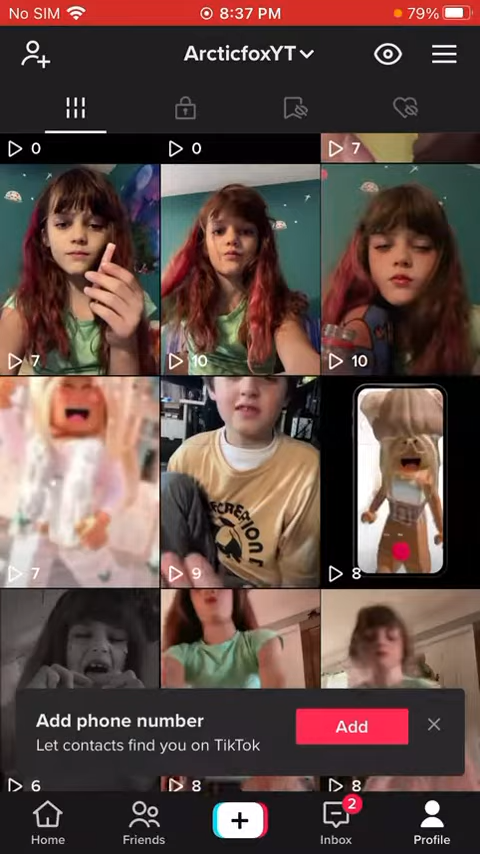 No SIM 8:37 PM 79%
ArcticfoxYT
0 0 7
7 10 10
CREATIONS
7 9 8
Add phone number
Let contacts find you on TikTok
Add
6 8 8
2
Home Friends Inbox Profile